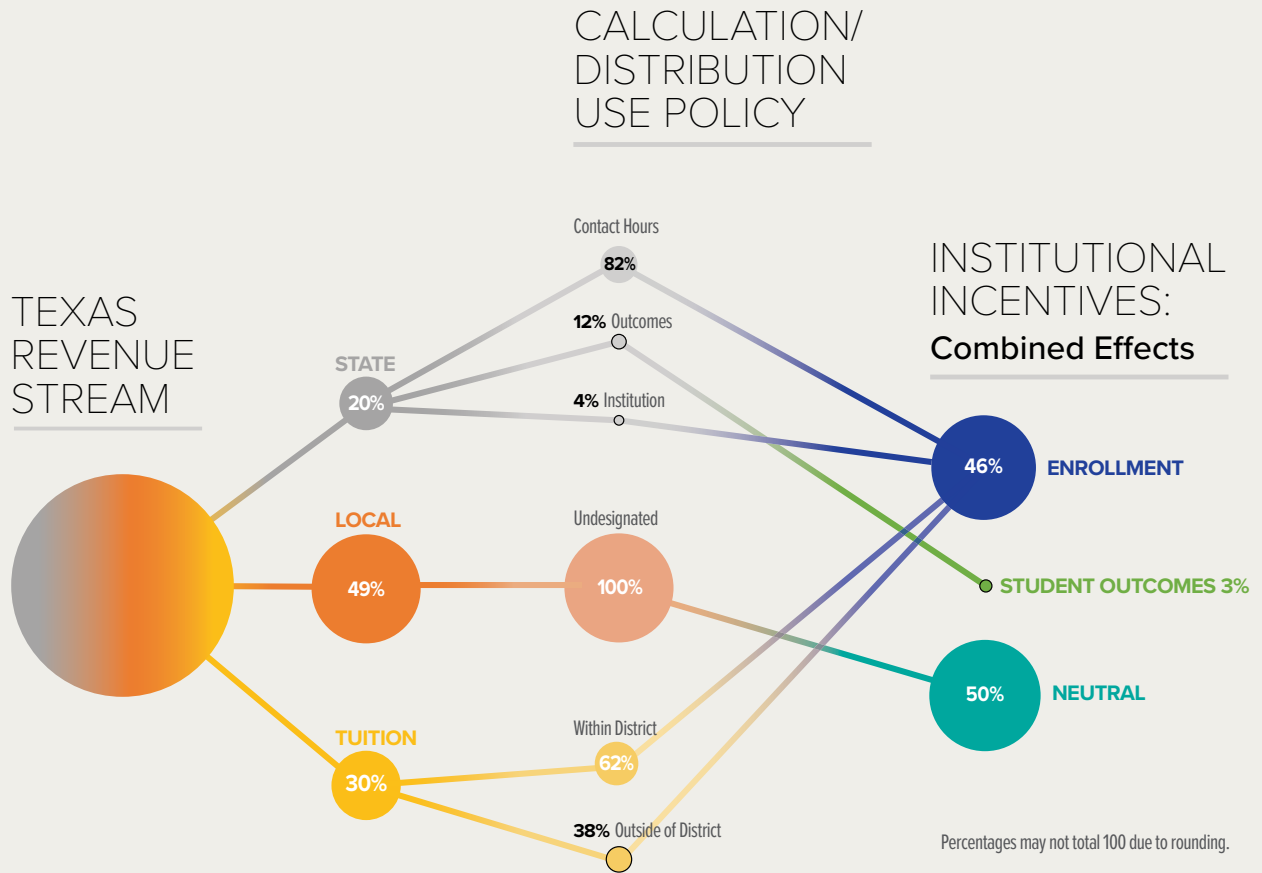 CALCULATION/
DISTRIBUTION
USE POLICY
TEXAS
REVENUE
STREAM
STATE
20%
LOCAL
49%
TUITION
30%
Contact Hours
82%
12% Outcomes
4% Institution
Undesignated
100%
Within District
62%
38% Outside of District
INSTITUTIONAL
INCENTIVES:
Combined Effects
46%
ENROLLMENT
STUDENT OUTCOMES 3%
50%
NEUTRAL
Percentages may not total 100 due to rounding.